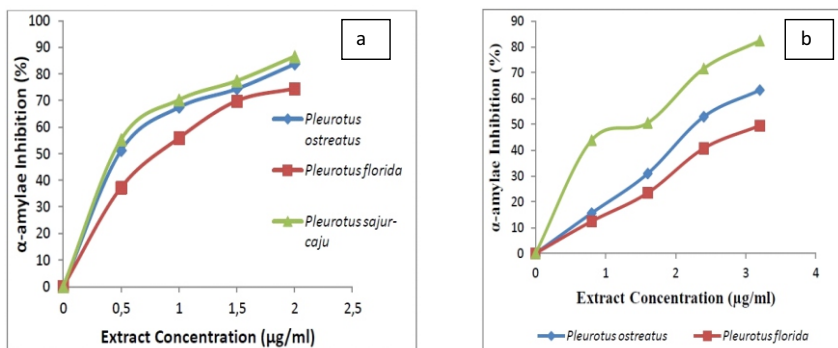 a
α-amylae Inhibition (%)
100
90
80
70
60
50
40
30
20
10
0
0
0,5
1
1,5
2
2,5
Extract Concentration (µg/ml)
Pleurotus
ostreatus
Pleurotus florida
Pleurotus sajur-
caju
b
α-amylae Inhibition (%)
90
80
70
60
50
40
30
20
10
0
0
1
2
3
4
Extract Concentration (µg/ml)
Pleurotus ostreatus
Pleurotus florida